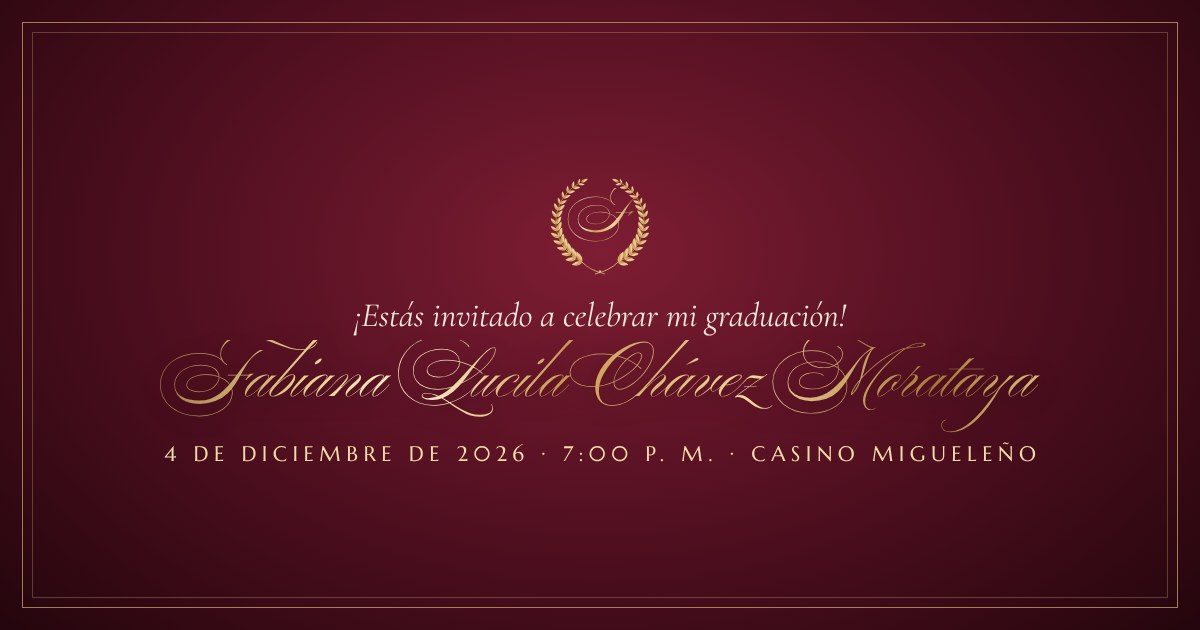 F
¡Estás invitado a celebrar mi graduación!
Fabiana Lucila Chávez Morataya
4 DE DICIEMBRE DE 2026 · 7:00 P. M. · CASINO MIGUELEÑO